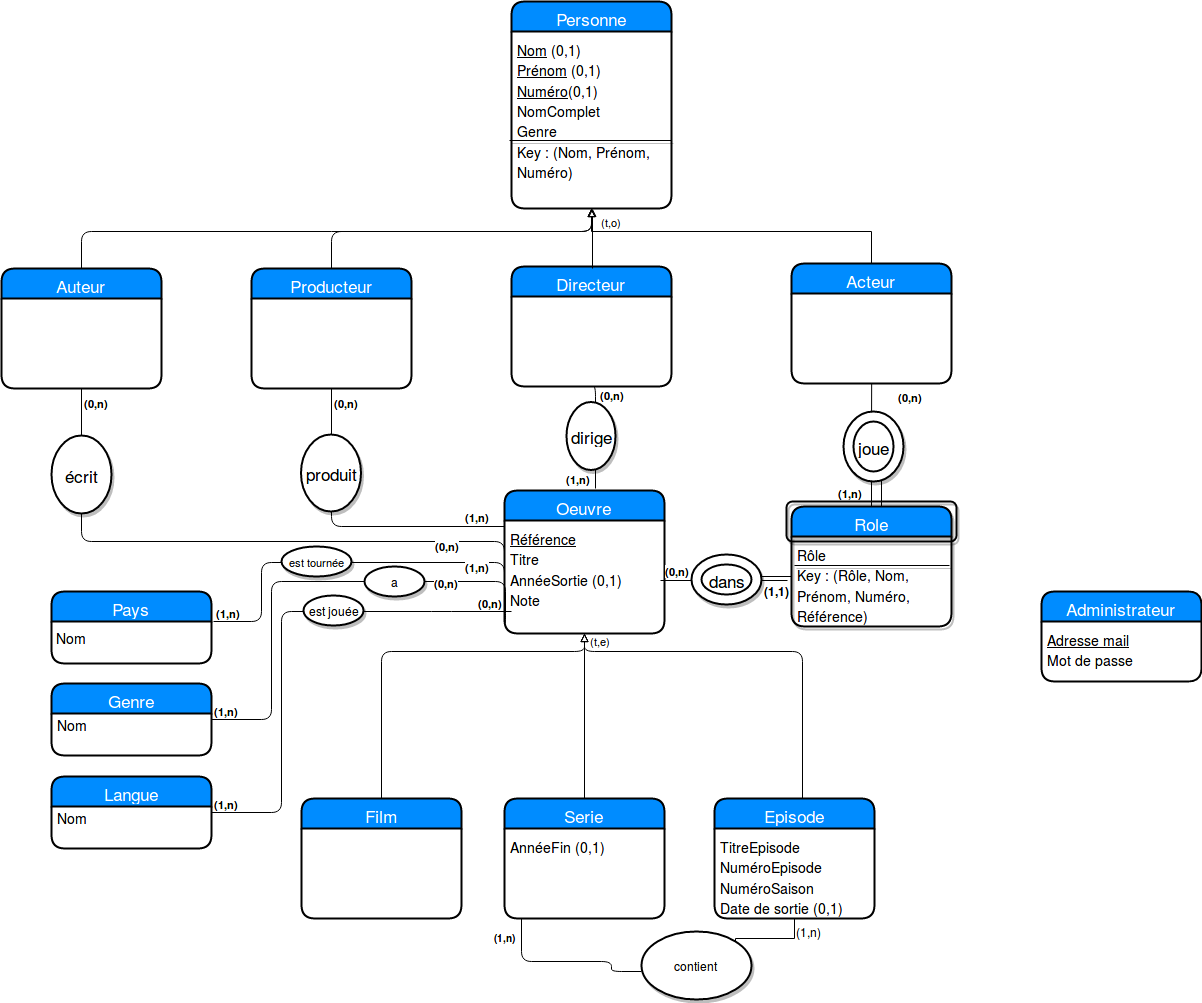 Personne
Nom (0,1)
Prénom (0,1)
Numéro(0,1)
NomComplet
Genre
Key : (Nom, Prénom,
Numéro)
(t,o)
Auteur
Producteur
Directeur
Acteur
(0,n)
(0,n)
(0,n)
(0,n)
écrit
produit
dirige
joue
(1,n)
(1,n)
(1,n)
(0,n)
Oeuvre
Référence
Titre
AnnéeSortie (0,1)
Note
est tournée
(1,n)
a
(0,n)
est jouée
(0,n)
(0,n)
dans
(1,1)
Role
Rôle
Key : (Rôle, Nom,
Prénom, Numéro,
Référence)
Administrateur
Adresse mail
Mot de passe
Pays
Nom
(1,n)
Genre
Nom
(1,n)
Langue
Nom
(1,n)
(t,e)
Film
Serie
AnnéeFin (0,1)
Episode
TitreEpisode
NuméroEpisode
NuméroSaison
Date de sortie (0,1)
(1,n)
(1,n)
contient